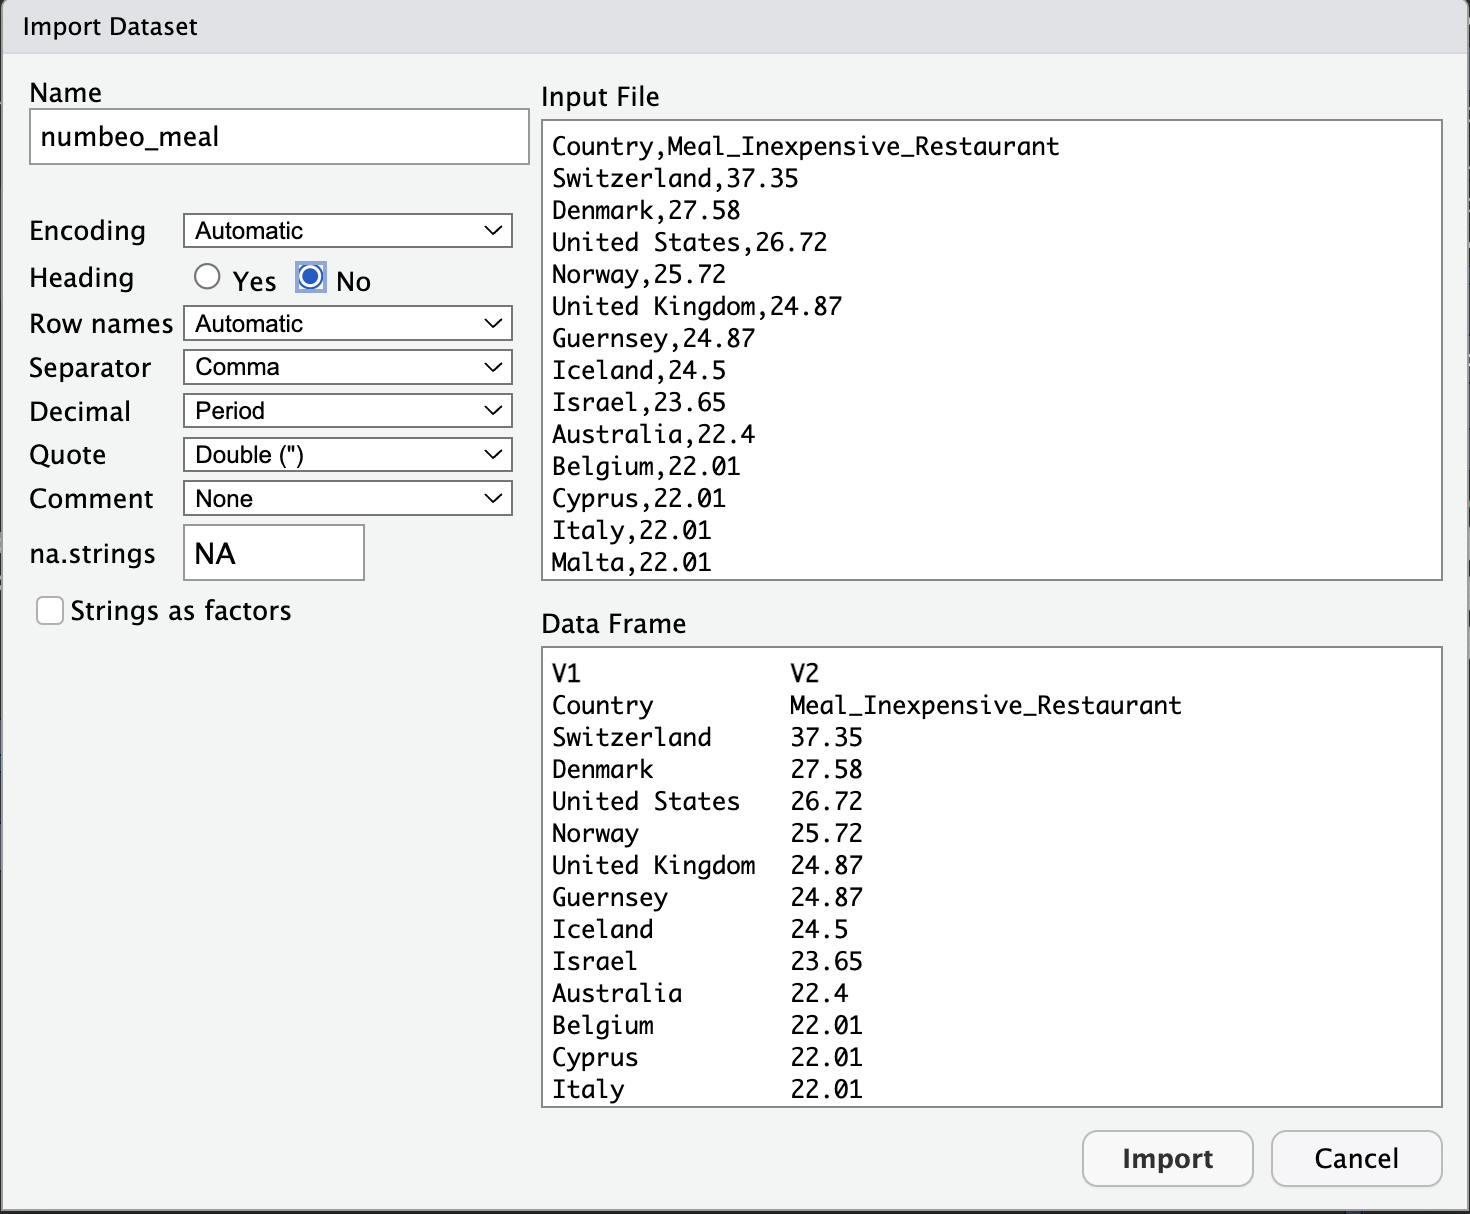 Import Dataset
Name
numbeo_meal
Encoding Automatic
Heading Yes No
Row names Automatic
Separator Comma
Decimal Period
Quote Double (")
Comment None
na.strings NA
Strings as factors
Input File
Country,Meal_Inexpensive_Restaurant
Switzerland,37.35
Denmark,27.58
United States,26.72
Norway,25.72
United Kingdom,24.87
Guernsey,24.87
Iceland,24.5
Israel,23.65
Australia,22.4
Belgium,22.01
Cyprus,22.01
Italy,22.01
Malta,22.01
Data Frame
V1 V2
Country Meal_Inexpensive_Restaurant
Switzerland 37.35
Denmark 27.58
United States 26.72
Norway 25.72
United Kingdom 24.87
Guernsey 24.87
Iceland 24.5
Israel 23.65
Australia 22.4
Belgium 22.01
Cyprus 22.01
Italy 22.01
Import Cancel